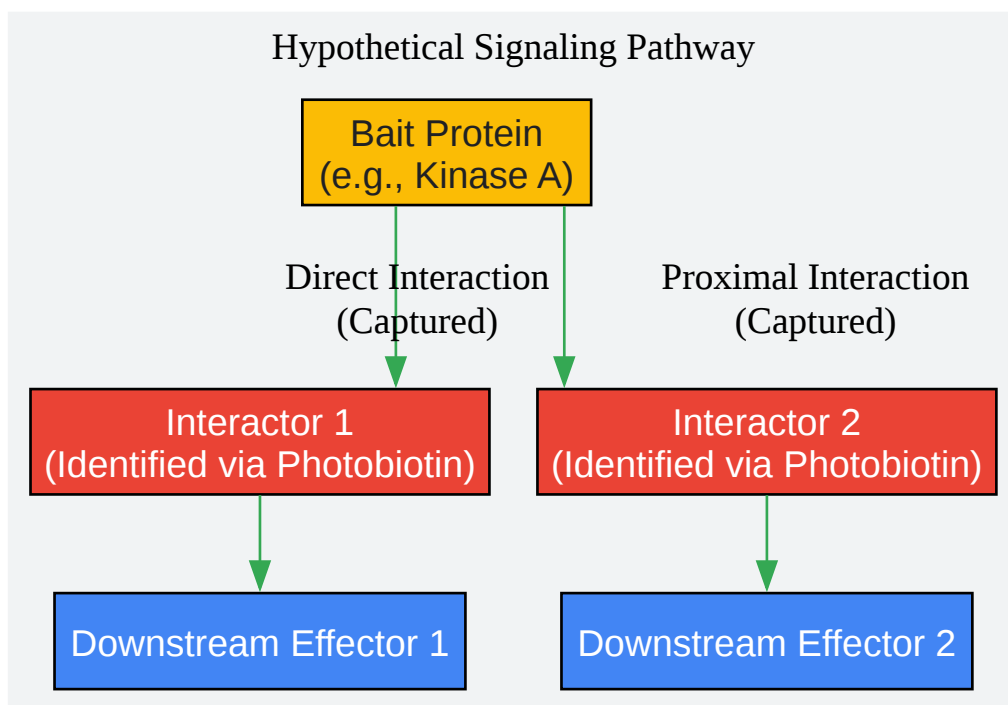 Hypothetical Signaling Pathway
Bait Protein
(e.g., Kinase A)
Direct Interaction
(Captured)
Proximal Interaction
(Captured)
Interactor 1
(Identified via Photobiotin)
Interactor 2
(Identified via Photobiotin)
Downstream Effector 1
Downstream Effector 2